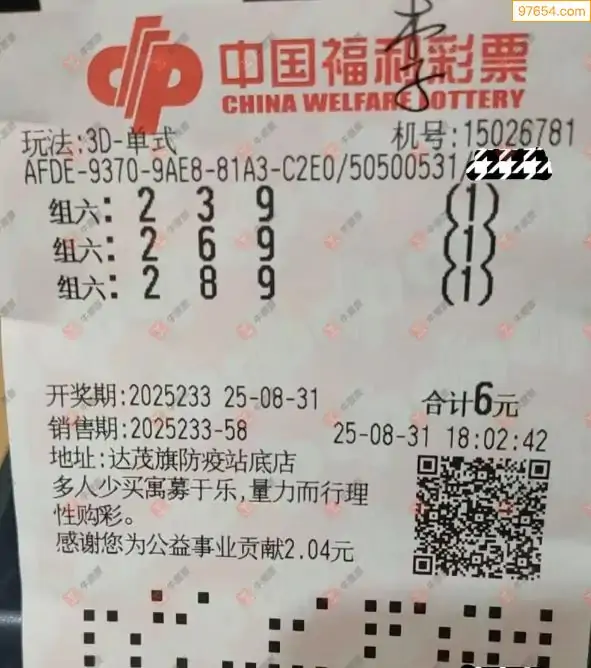 97654.com
李
中国福利彩票
CHINA WELFARE LOTTERY
玩法:3D-单式 机号:15026781
AFDE-9370-9AE8-81A3-C2E0/50500531/
组六: 2 3 9 (1)
组六: 2 6 9 (1)
组六: 2 8 9 (1)
开奖期:2025233 25-08-31 合计6元
销售期:2025233-58 25-08-31 18:02:42
地址:达茂旗防疫站底店
多人少买寓募于乐,量力而行理
性购彩。
感谢您为公益事业贡献2.04元